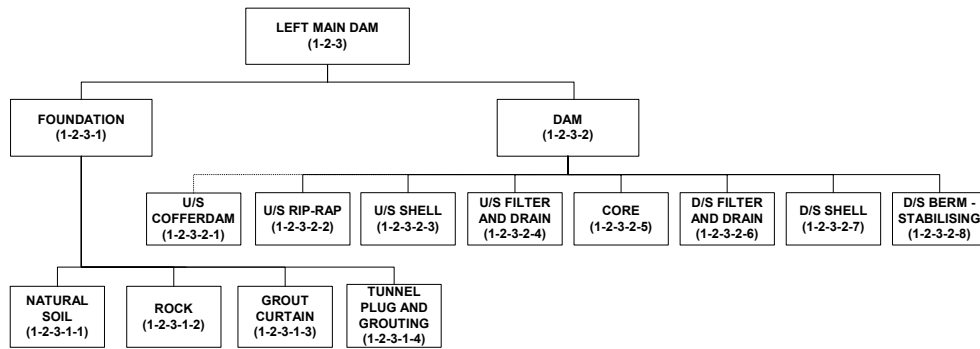 LEFT MAIN DAM
(1-2-3)
FOUNDATION
(1-2-3-1)
DAM
(1-2-3-2)
U/S
COFFERDAM
(1-2-3-2-1)
U/S RIP-RAP
(1-2-3-2-2)
U/S SHELL
(1-2-3-2-3)
U/S FILTER
AND DRAIN
(1-2-3-2-4)
CORE
(1-2-3-2-5)
D/S FILTER
AND DRAIN
(1-2-3-2-6)
D/S SHELL
(1-2-3-2-7)
D/S BERM -
STABILISING
(1-2-3-2-8)
NATURAL
SOIL
(1-2-3-1-1)
ROCK
(1-2-3-1-2)
GROUT
CURTAIN
(1-2-3-1-3)
TUNNEL
PLUG AND
GROUTING
(1-2-3-1-4)